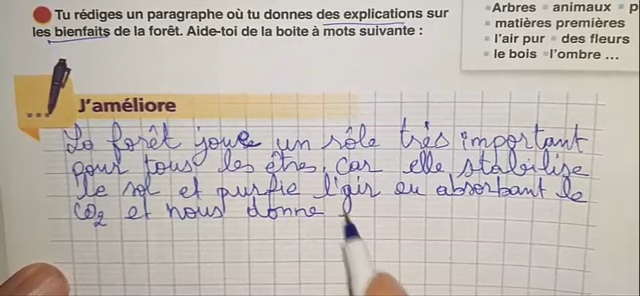 Tu rédiges un paragraphe où tu donnes des explications sur
les bienfaits de la forêt. Aide-toi de la boite à mots suivante :
Arbres animaux
matières premières
l'air pur des fleurs
le bois l'ombre ...
J'améliore
La forêt joue un rôle très important
pour tous les êtres, car elle stabilise
le sol et purfie l'air en absorbant le
CO2 et nous donne